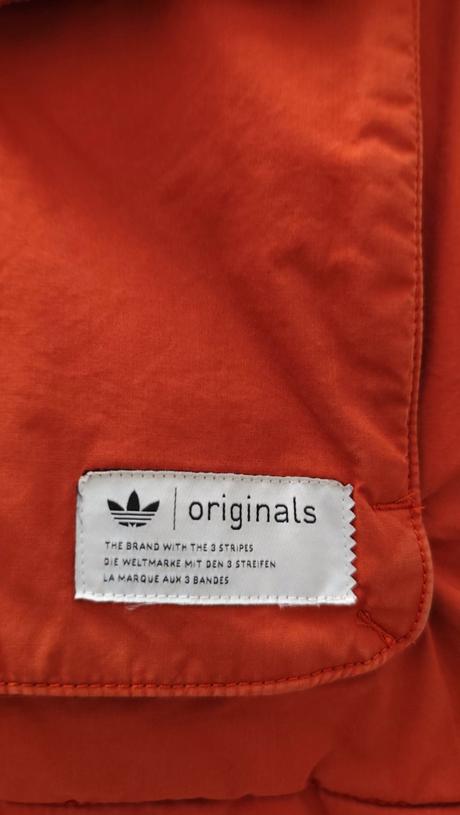 originals
THE BRAND WITH THE 3 STRIPES
DIE WELTMARKE MIT DEN 3 STREIFEN
LA MARQUE AUX 3 BANDES